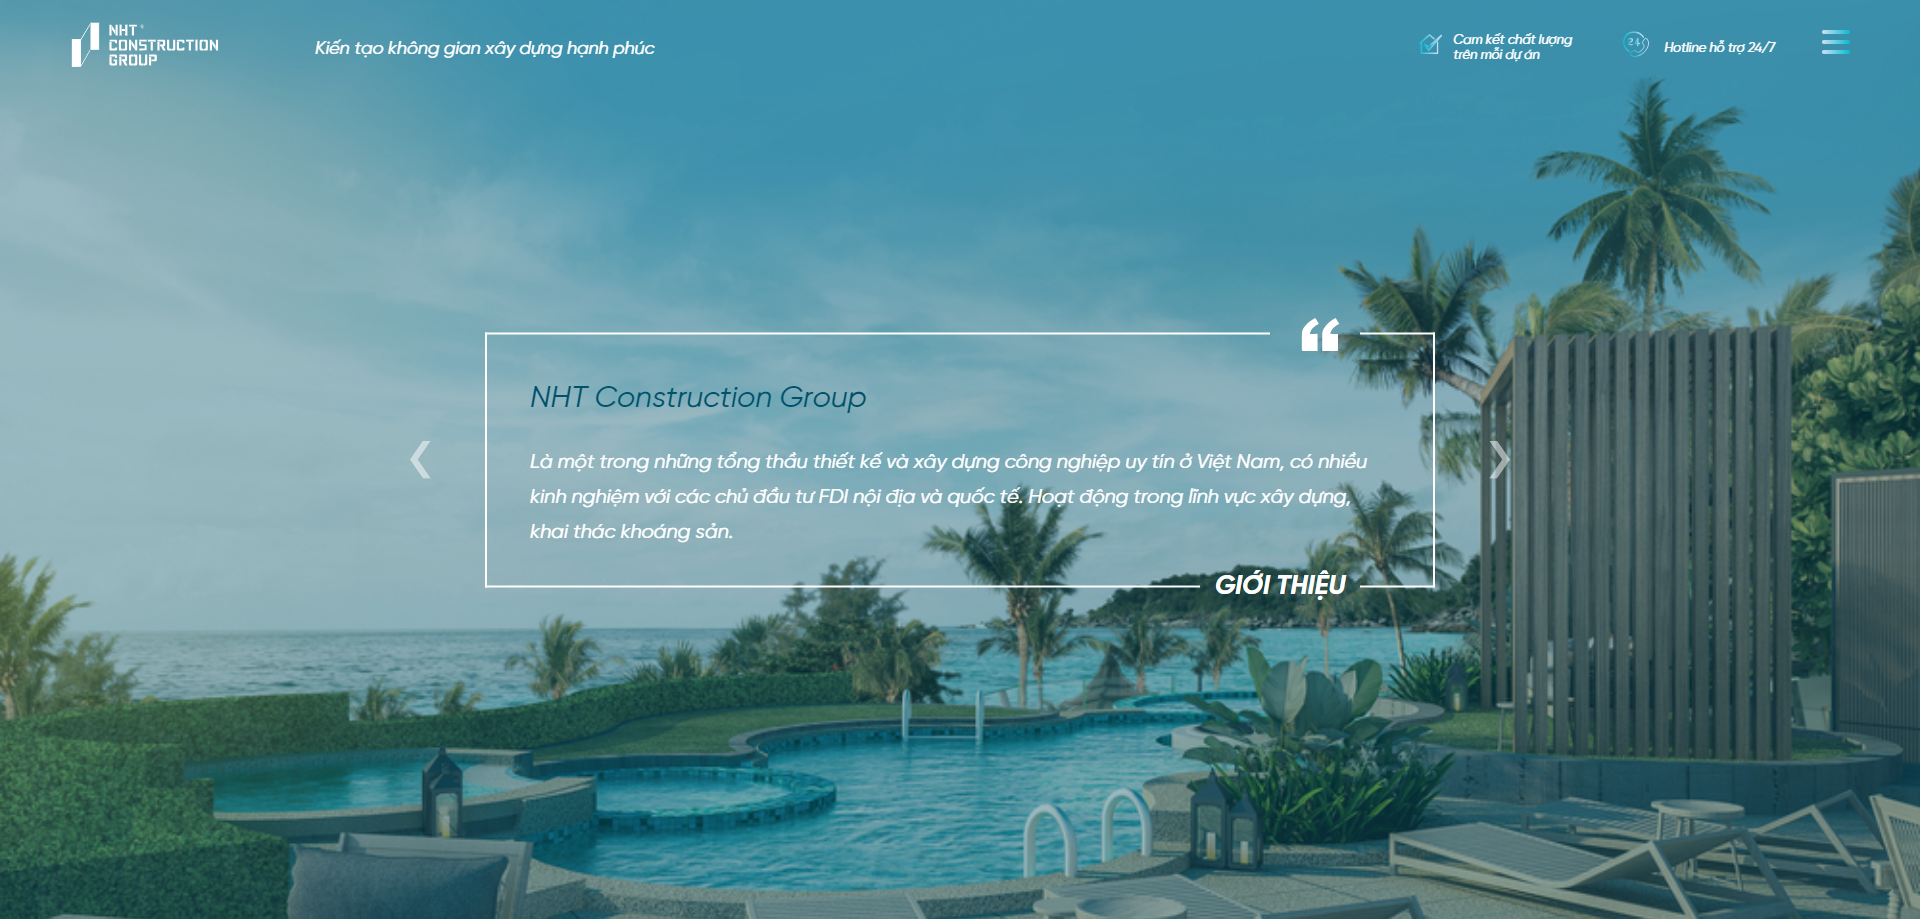 NHT
CONSTRUCTION
GROUP
Kiến tạo không gian xây dựng hạnh phúc
Cam kết chất lượng
trên mỗi dự án
24
Hotline hỗ trợ 24/7
NHT Construction Group
Là một trong những tổng thầu thiết kế và xây dựng công nghiệp uy tín ở Việt Nam, có nhiều
kinh nghiệm với các chủ đầu tư FDI nội địa và quốc tế. Hoạt động trong lĩnh vực xây dựng,
khai thác khoáng sản.
GIỚI THIỆU